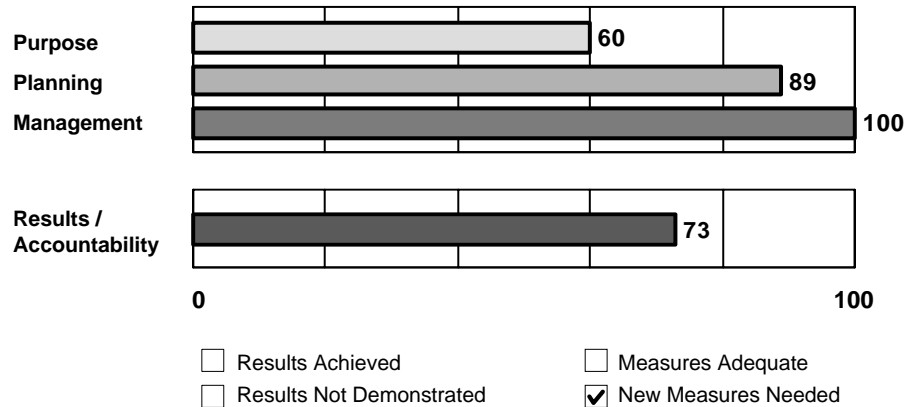 Purpose 60
Planning 89
Management 100
Results /
Accountability 73
0 100
Results Achieved Measures Adequate
Results Not Demonstrated New Measures Needed